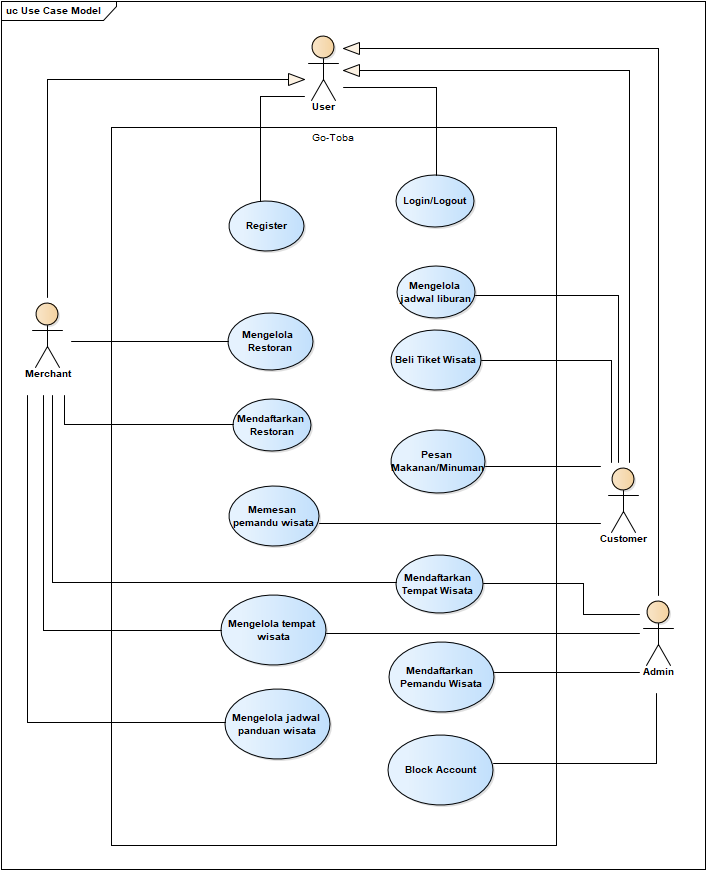 uc Use Case Model
User
Go-Toba
Login/Logout
Register
Mengelola
jadwal liburan
Mengelola
Restoran
Beli Tiket Wisata
Merchant
Mendaftarkan
Restoran
Pesan
Makanan/Minuman
Memesan
pemandu wisata
Customer
Mendaftarkan
Tempat Wisata
Mengelola tempat
wisata
Admin
Mendaftarkan
Pemandu Wisata
Mengelola jadwal
panduan wisata
Block Account